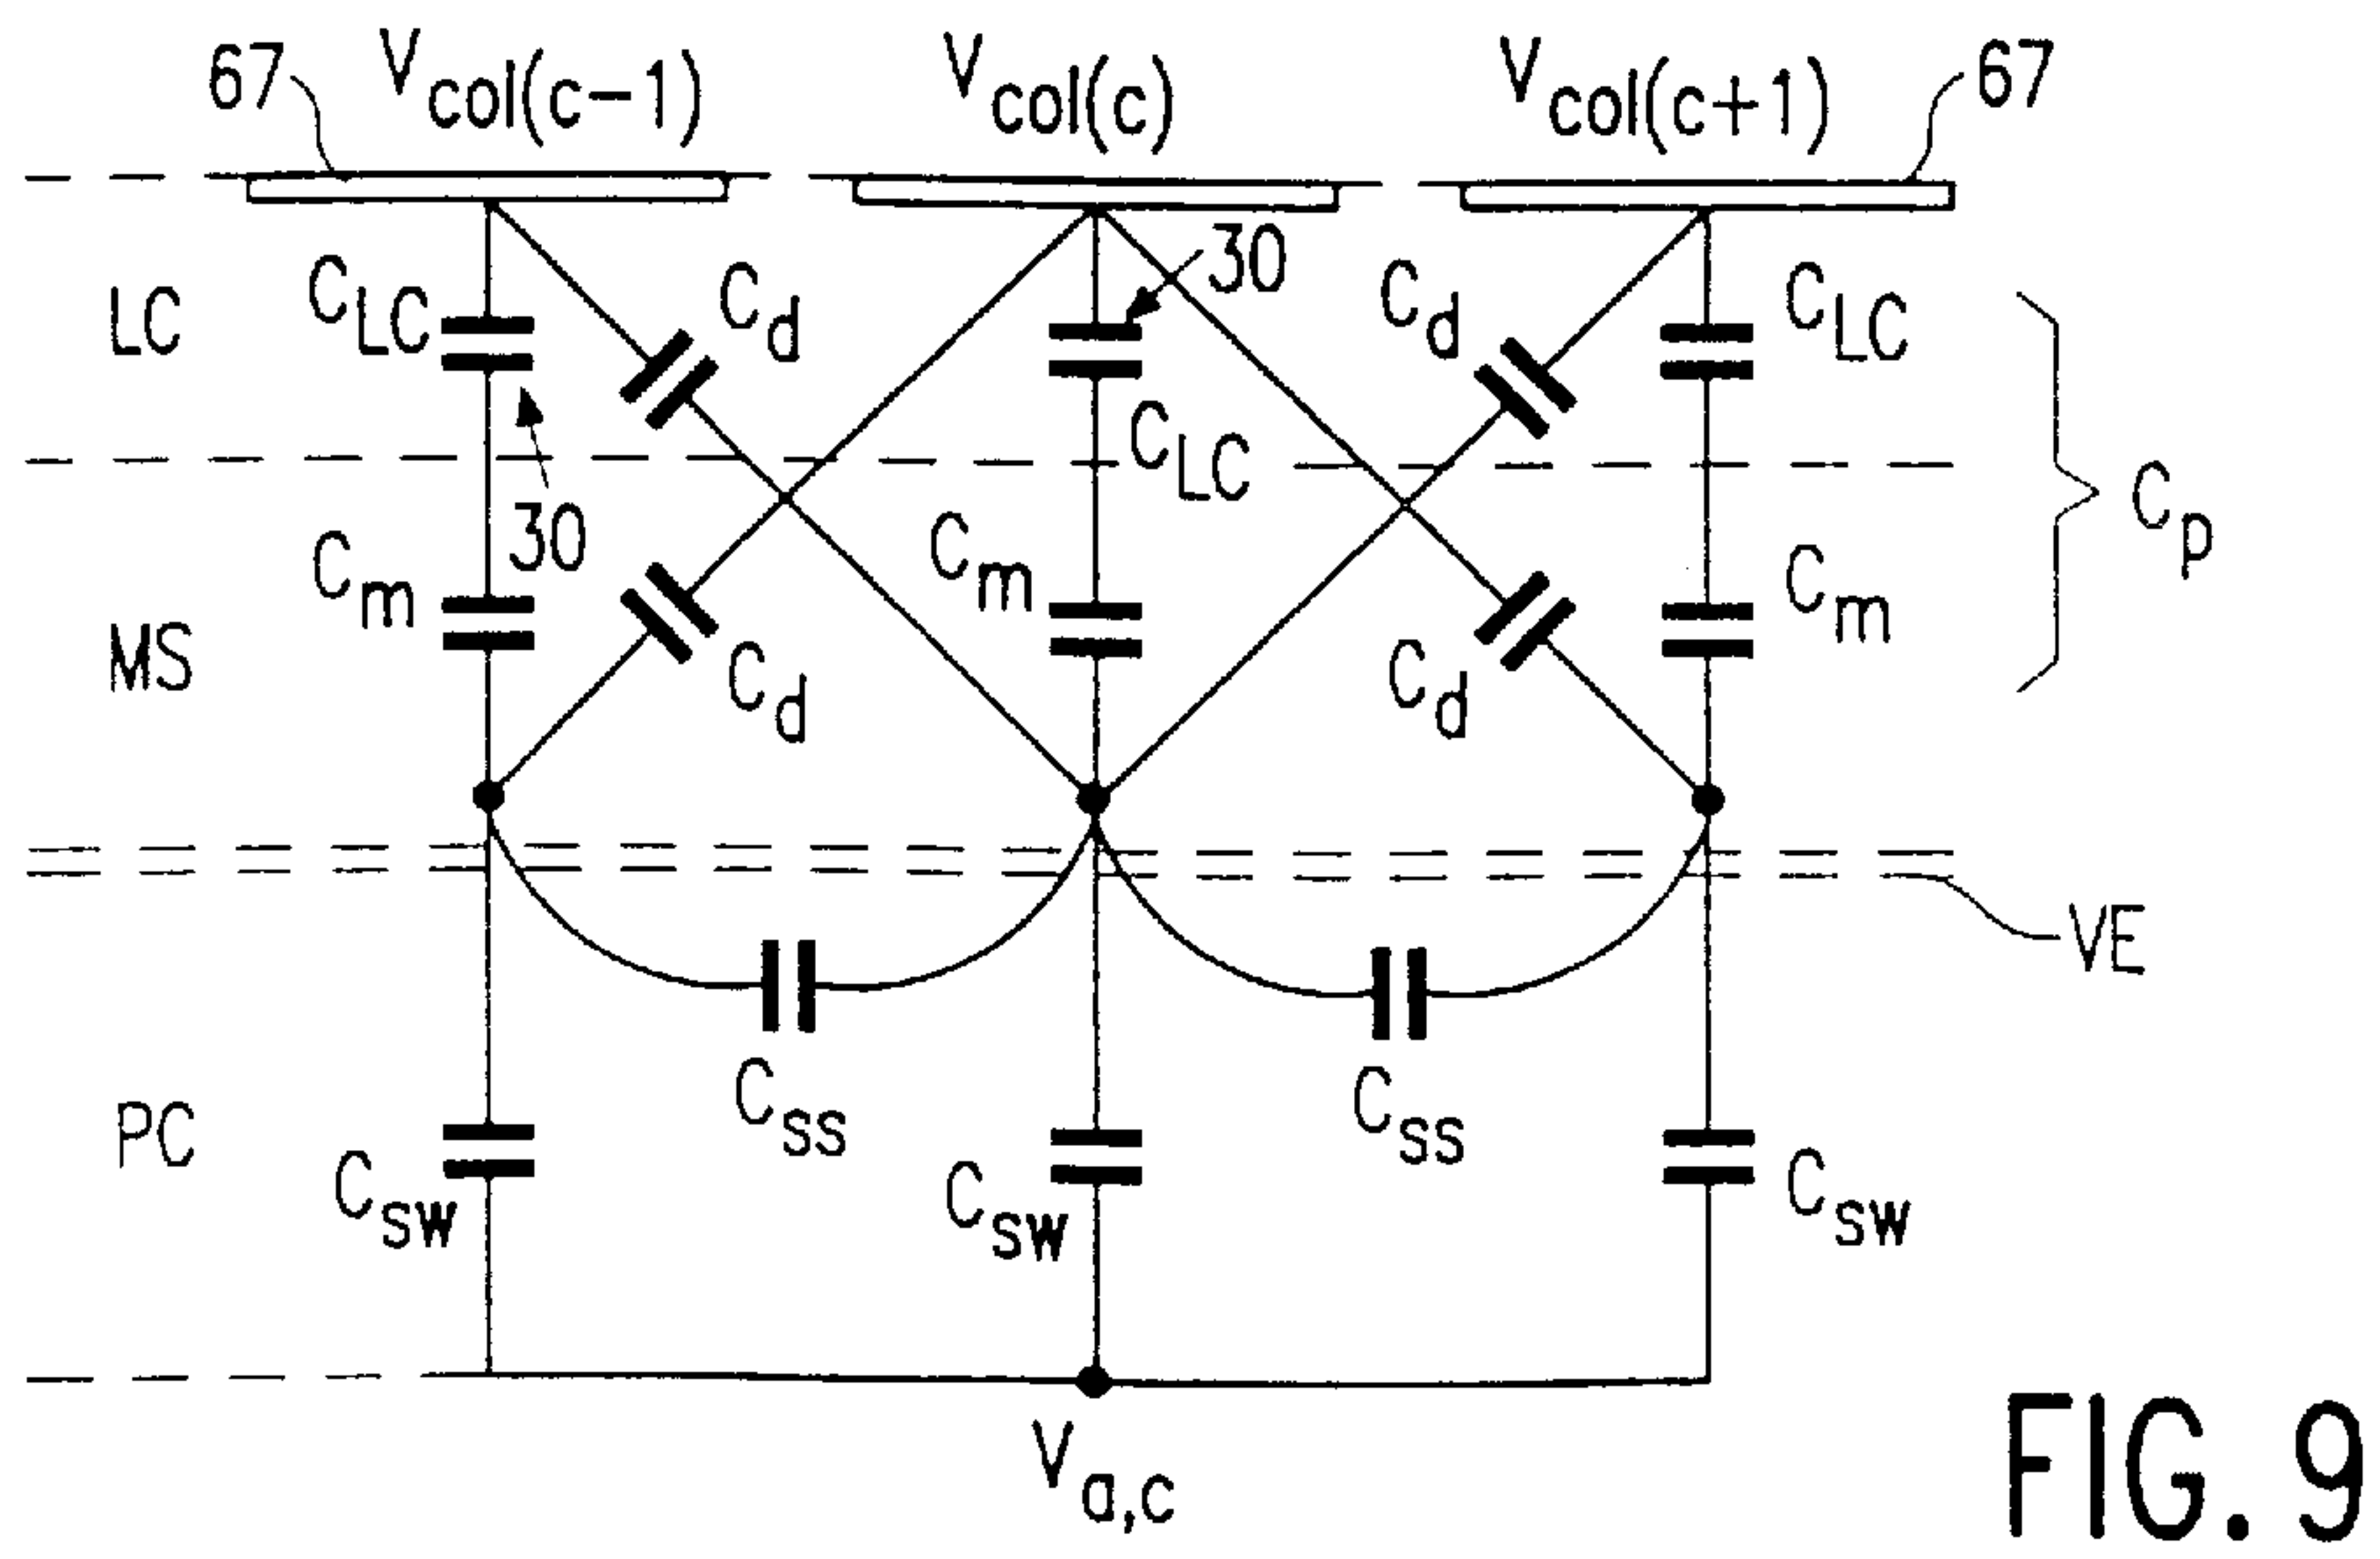 67 Vcol(c-1) Vcol(c) Vcol(c+1) 67
LC CLC Cd 30 Cd CLC
CLC
Cp
MS Cm 30 Cm Cm
Cd Cd
VE
PC Css Css
Csw Csw Csw
Va,c
FIG. 9